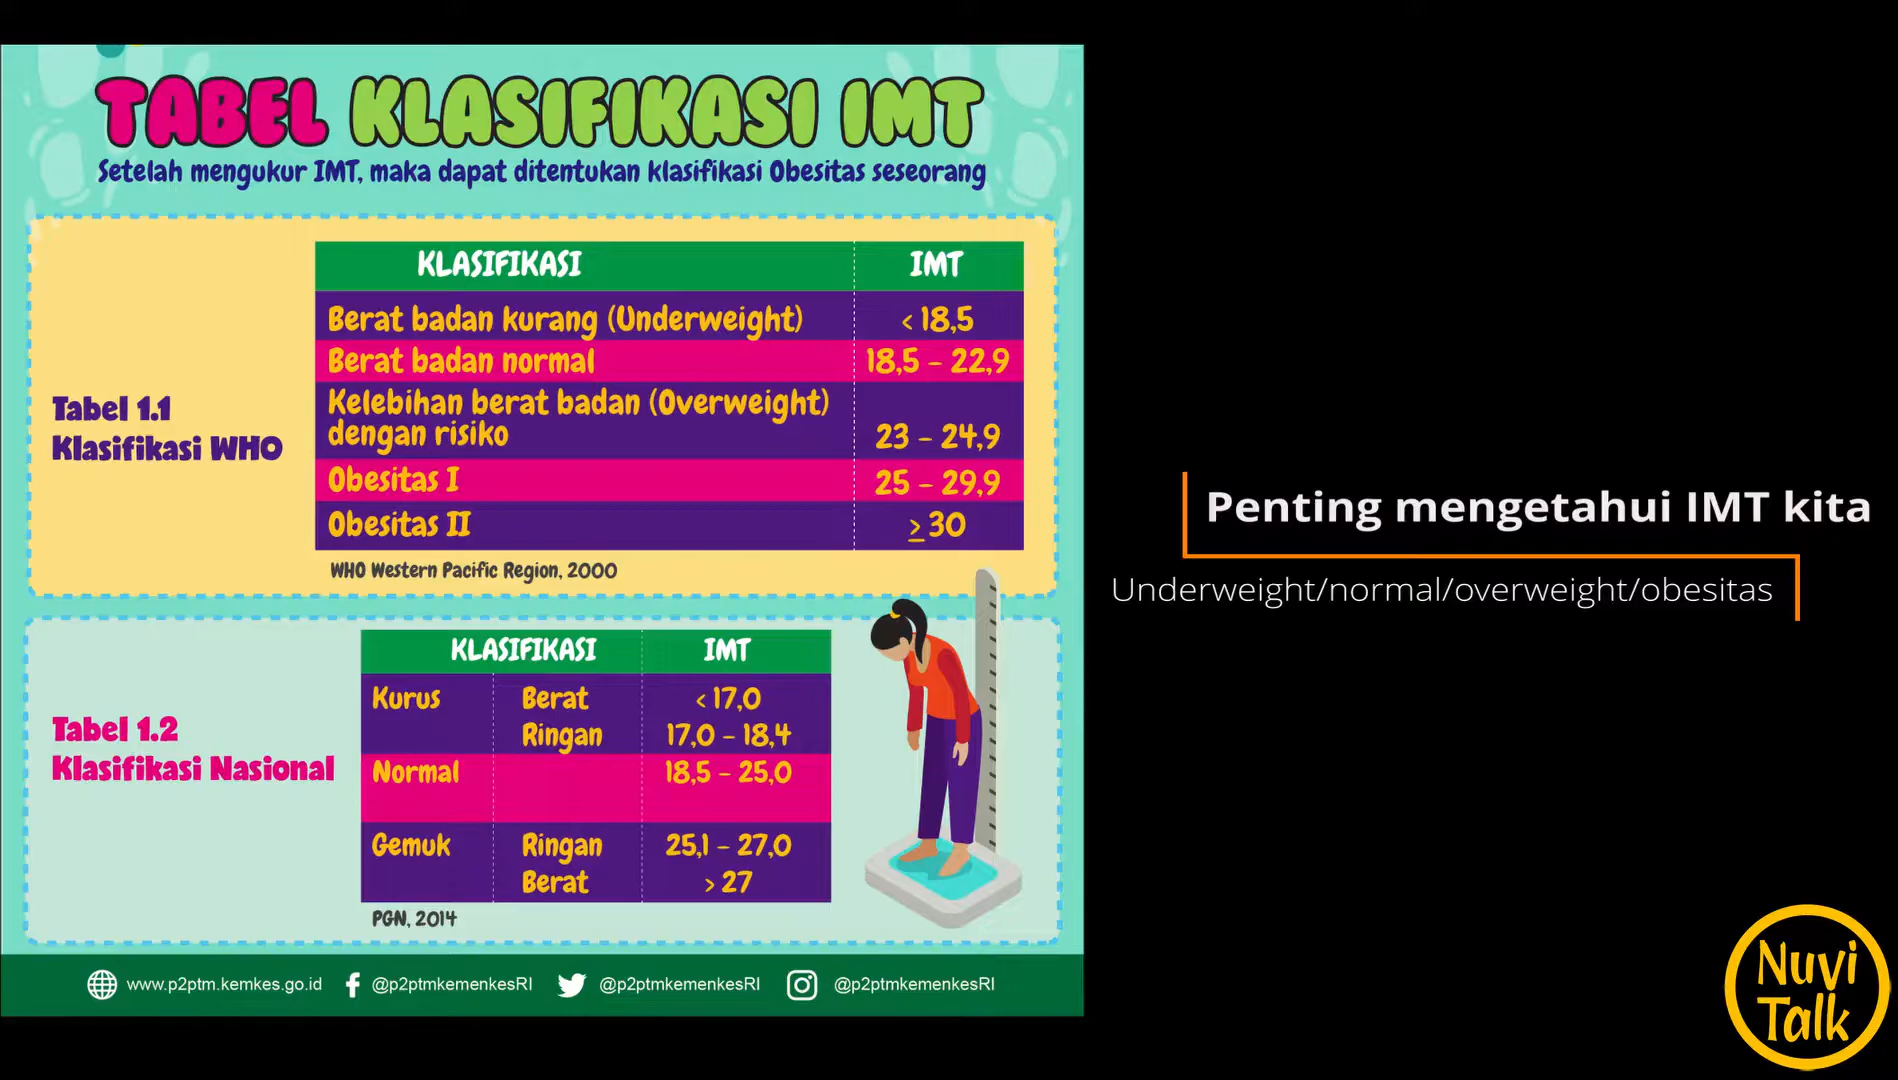 TABEL KLASIFIKASI IMT
Setelah mengukur IMT, maka dapat ditentukan klasifikasi Obesitas seseorang
Tabel 1.1
Klasifikasi WHO
KLASIFIKASI IMT
Berat badan kurang (Underweight) < 18,5
Berat badan normal 18,5 - 22,9
Kelebihan berat badan (Overweight)
dengan risiko 23 - 24,9
Obesitas I 25 - 29,9
Obesitas II ≥ 30
WHO Western Pacific Region, 2000
Tabel 1.2
Klasifikasi Nasional
KLASIFIKASI IMT
Kurus Berat < 17,0
Ringan 17,0 - 18,4
Normal 18,5 - 25,0
Gemuk Ringan 25,1 - 27,0
Berat > 27
PGN, 2014
www.p2ptm.kemkes.go.id @p2ptmkemenkesRI @p2ptmkemenkesRI @p2ptmkemenkesRI
Penting mengetahui IMT kita
Underweight/normal/overweight/obesitas
Nuvi
Talk